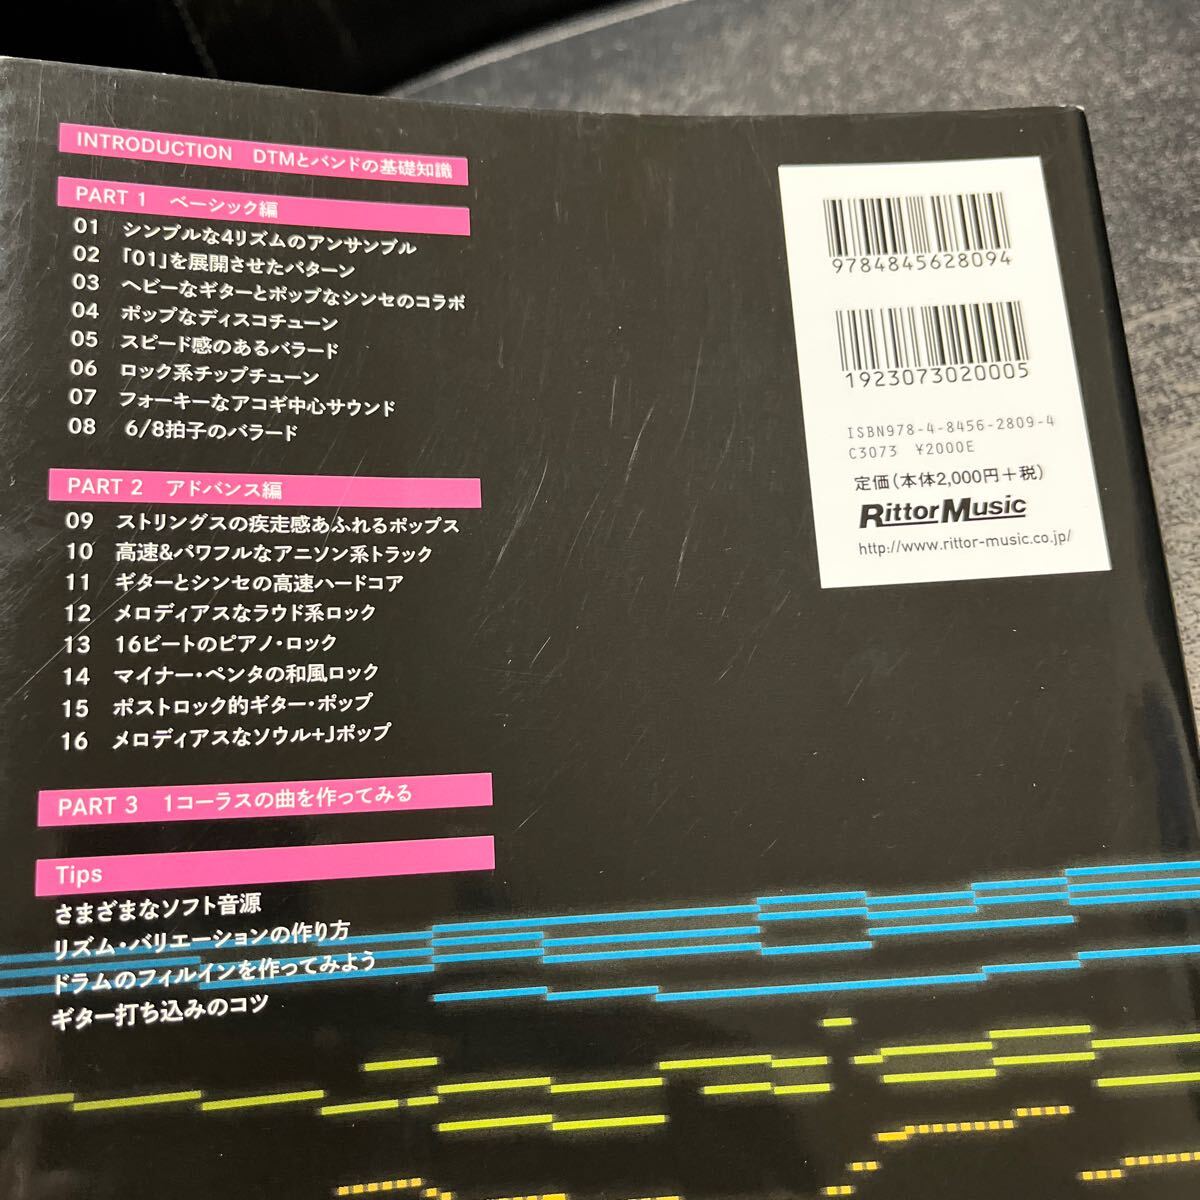 INTRODUCTION DTMとバンドの基礎知識
PART 1 ベーシック編
01 シンプルな4リズムのアンサンブル
02 「01」を展開させたパターン
03 ヘビーなギターとポップなシンセのコラボ
04 ポップなディスコチューン
05 スピード感のあるバラード
06 ロック系チップチューン
07 フォーキーなアコギ中心サウンド
08 6/8拍子のバラード
PART 2 アドバンス編
09 ストリングスの疾走感あふれるポップス
10 高速&パワフルなアニソン系トラック
11 ギターとシンセの高速ハードコア
12 メロディアスなラウド系ロック
13 16ビートのピアノ・ロック
14 マイナー・ペンタの和風ロック
15 ポストロック的ギター・ポップ
16 メロディアスなソウル+Jポップ
PART 3 1コーラスの曲を作ってみる
Tips
さまざまなソフト音源
リズム・バリエーションの作り方
ドラムのフィルインを作ってみよう
ギター打ち込みのコツ
9784845628094
1923073020005
ISBN978-4-8456-2809-4
C3073 ¥2000E
定価(本体2,000円+税)
Rittor Music
http://www.rittor-music.co.jp/